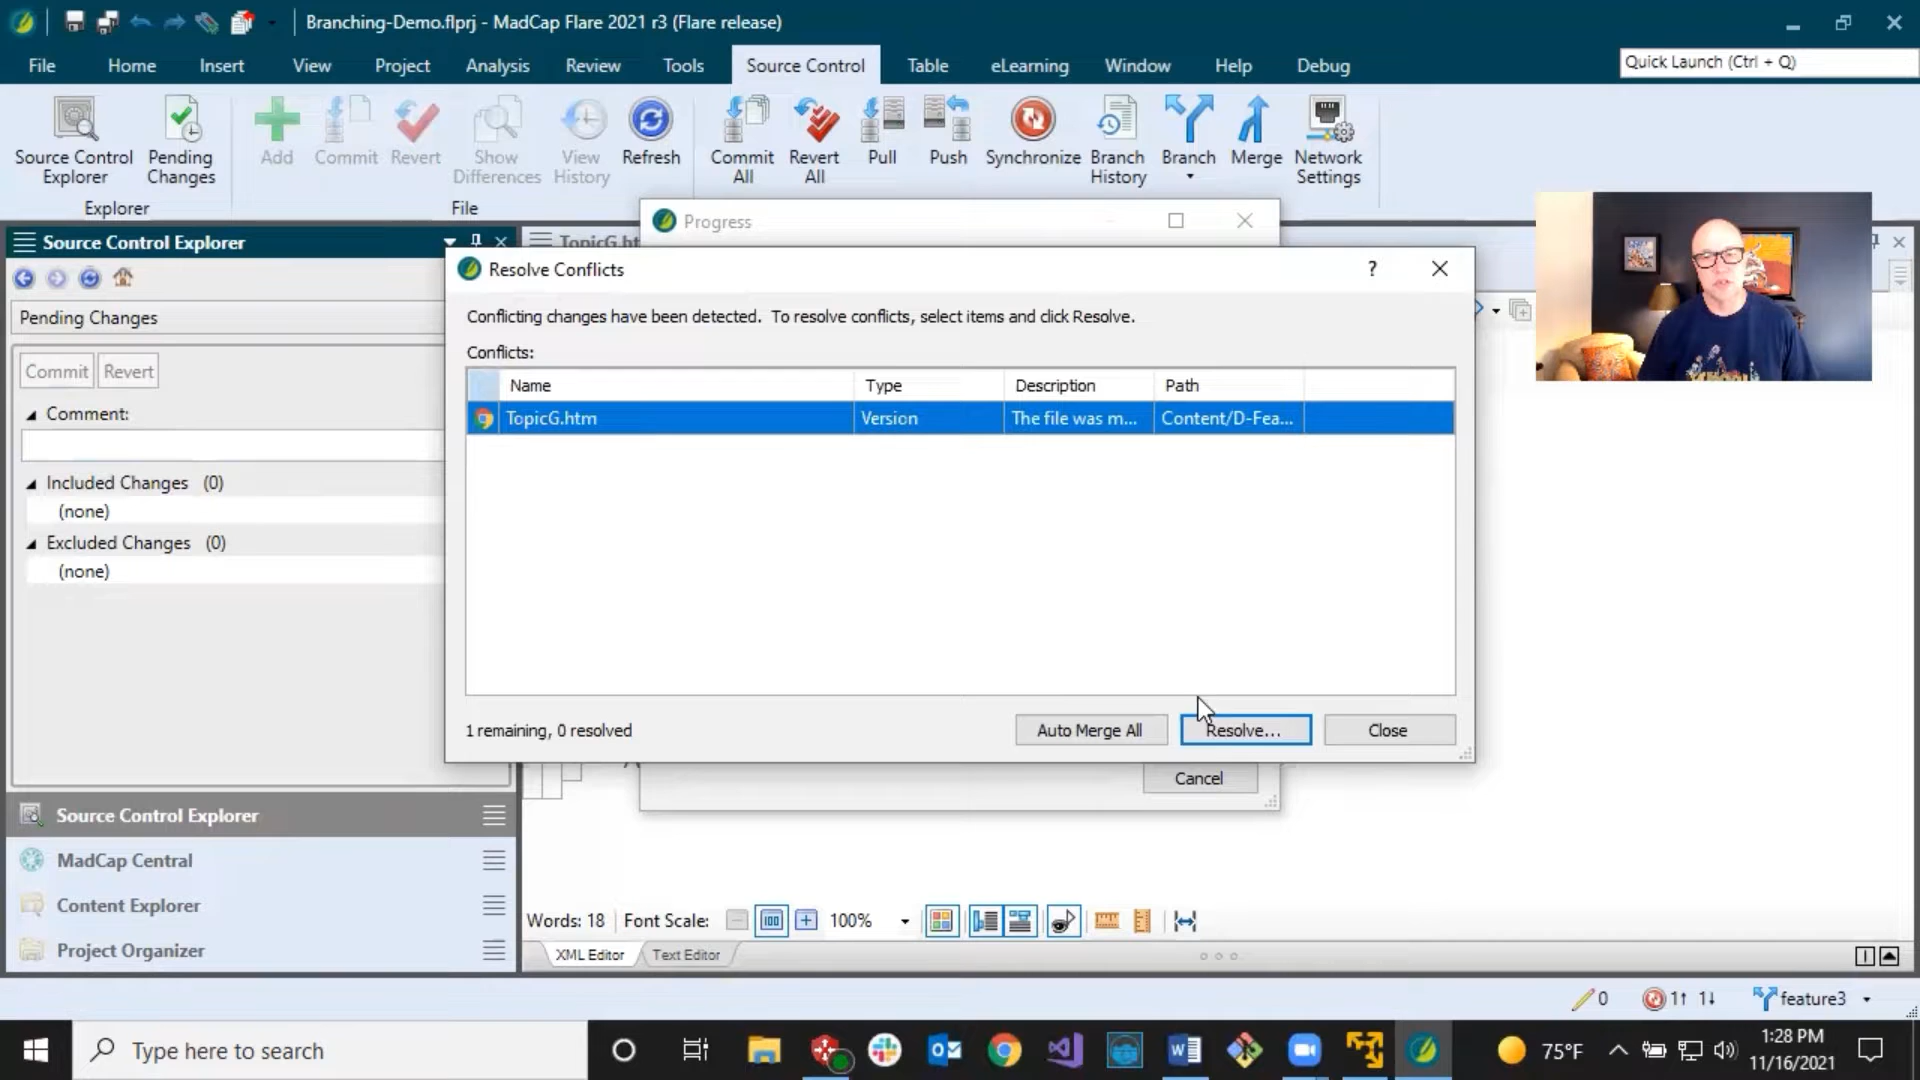 Branching-Demo.flprj - MadCap Flare 2021 r3 (Flare release)
File Home Insert View Project Analysis Review Tools Source Control Table eLearning Window Help Debug
Quick Launch (Ctrl + Q)
Source Control Explorer
Pending Changes
Add
Commit
Revert
Show Differences
View History
Refresh
Commit All
Revert All
Pull
Push
Synchronize
Branch History
Branch
Merge
Network Settings
Explorer
File
Source Control Explorer
Pending Changes
Commit Revert
Comment:
Included Changes (0)
(none)
Excluded Changes (0)
(none)
Source Control Explorer
MadCap Central
Content Explorer
Project Organizer
Progress
Resolve Conflicts
?
Conflicting changes have been detected. To resolve conflicts, select items and click Resolve.
Conflicts:
Name Type Description Path
TopicG.htm Version The file was m... Content/D-Fea...
1 remaining, 0 resolved
Auto Merge All Resolve... Close
Cancel
Words: 18 Font Scale: 100%
XML Editor Text Editor
0 1 1 feature3
Type here to search
75°F
1:28 PM
11/16/2021